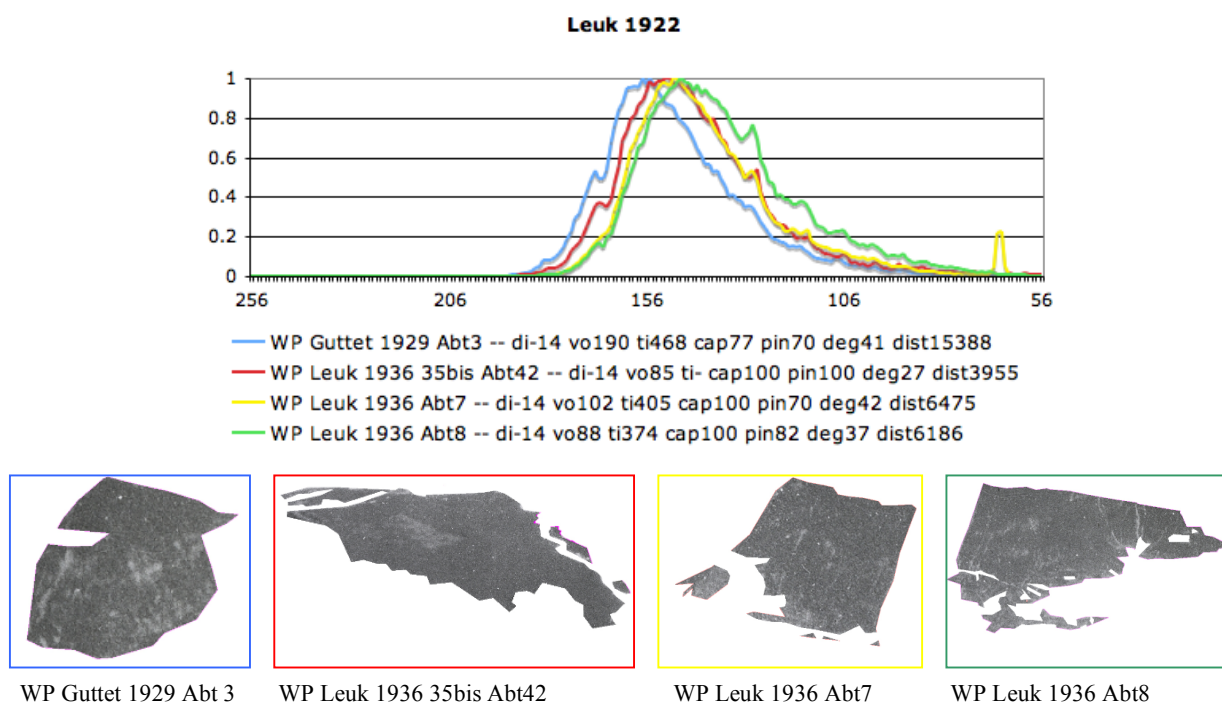 Leuk 1922
1
0.8
0.6
0.4
0.2
0
256 206 156 106 56
WP Guttet 1929 Abt3 -- di-14 vo190 ti468 cap77 pin70 deg41 dist15388
WP Leuk 1936 35bis Abt42 -- di-14 vo85 ti- cap100 pin100 deg27 dist3955
WP Leuk 1936 Abt7 -- di-14 vo102 ti405 cap100 pin70 deg42 dist6475
WP Leuk 1936 Abt8 -- di-14 vo88 ti374 cap100 pin82 deg37 dist6186
WP Guttet 1929 Abt 3 WP Leuk 1936 35bis Abt42 WP Leuk 1936 Abt7 WP Leuk 1936 Abt8